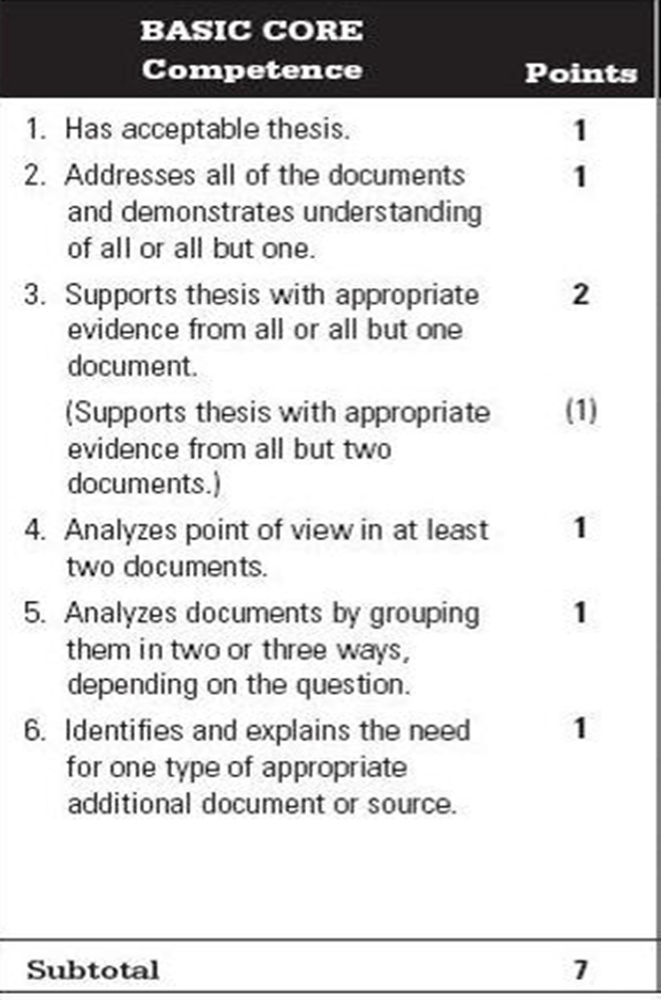 BASIC CORE
Competence Points
1. Has acceptable thesis. 1
2. Addresses all of the documents 1
and demonstrates understanding
of all or all but one.
3. Supports thesis with appropriate 2
evidence from all or all but one
document.
(Supports thesis with appropriate (1)
evidence from all but two
documents.)
4. Analyzes point of view in at least 1
two documents.
5. Analyzes documents by grouping 1
them in two or three ways,
depending on the question.
6. Identifies and explains the need 1
for one type of appropriate
additional document or source.
Subtotal 7